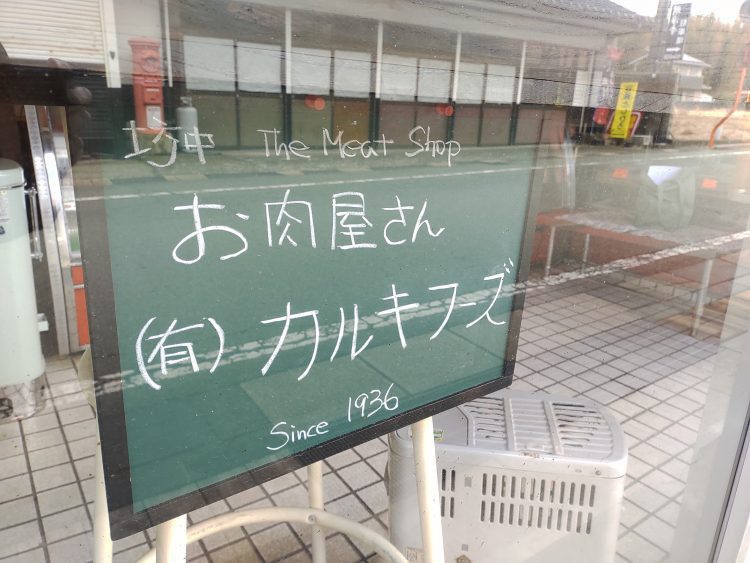 坊中 The Meat Shop
お肉屋さん
(有)カルキフーズ
Since 1936